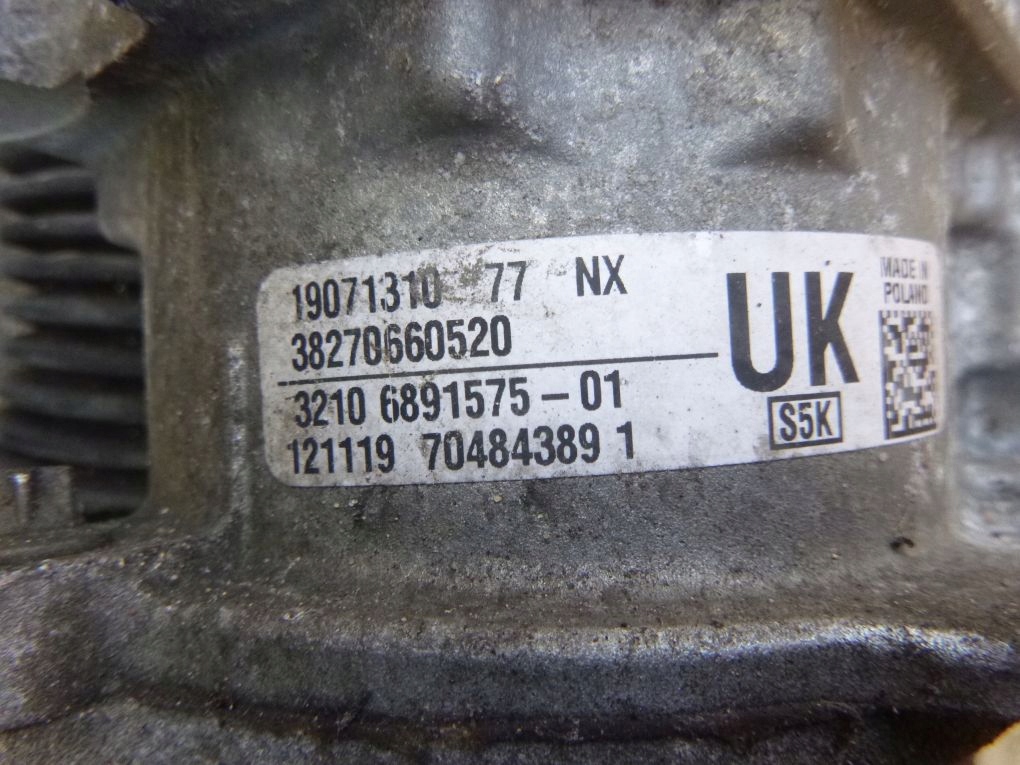 19071310 77 NX
38270660520
3210 6891575-01
121119 70484389 1
UK
S5K
MADE IN
POLAND